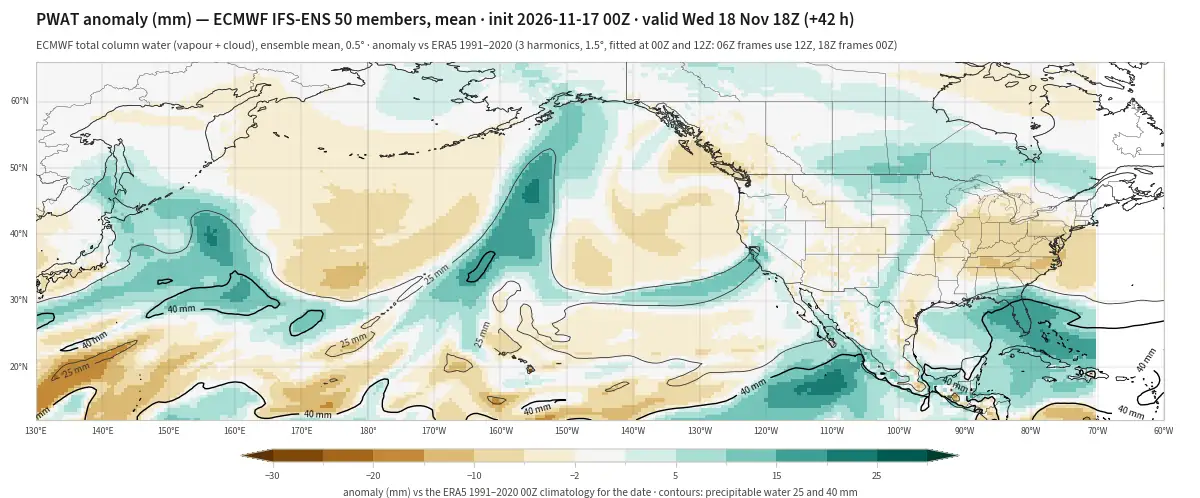 PWAT anomaly (mm) — ECMWF IFS-ENS 50 members, mean · init 2026-11-17 00Z · valid Wed 18 Nov 18Z (+42 h)
ECMWF total column water (vapour + cloud), ensemble mean, 0.5° · anomaly vs ERA5 1991–2020 (3 harmonics, 1.5°, fitted at 00Z and 12Z: 06Z frames use 12Z, 18Z frames 00Z)
60°N
50°N
40°N
30°N
20°N
25 mm
40 mm
40 mm
25 mm
25 mm
25 mm
40 mm
40 mm
40 mm
40 mm
40 mm
40 mm
mm
40 mm
130°E 140°E 150°E 160°E 170°E 180° 170°W 160°W 150°W 140°W 130°W 120°W 110°W 100°W 90°W 80°W 70°W 60°W
−30 −20 −10 −2 5 15 25
anomaly (mm) vs the ERA5 1991–2020 00Z climatology for the date · contours: precipitable water 25 and 40 mm